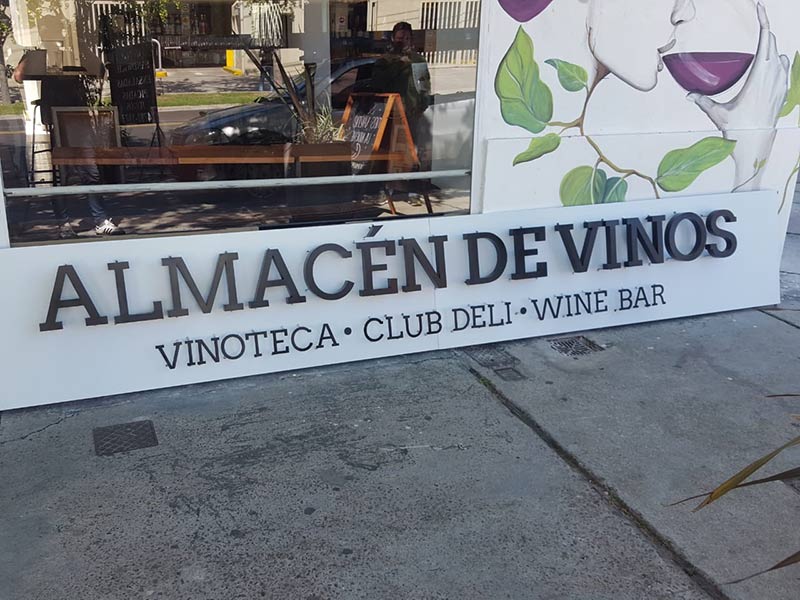 ALMACÉN DE VINOS
VINOTECA • CLUB DELI • WINE BAR